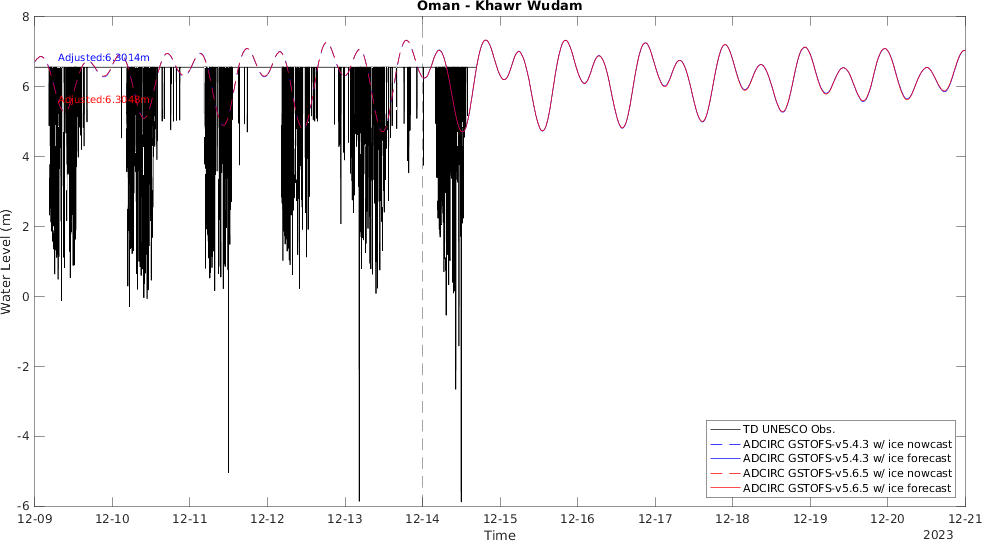 Oman - Khawr Wudam
8
6
4
2
0
-2
-4
-6
Water Level (m)
Adjusted:6.3014m
Adjusted:6.3048m
TD UNESCO Obs.
ADCIRC GSTOFS-v5.4.3 w/ ice nowcast
ADCIRC GSTOFS-v5.4.3 w/ ice forecast
ADCIRC GSTOFS-v5.6.5 w/ ice nowcast
ADCIRC GSTOFS-v5.6.5 w/ ice forecast
12-09 12-10 12-11 12-12 12-13 12-14 12-15 12-16 12-17 12-18 12-19 12-20 12-21
Time
2023